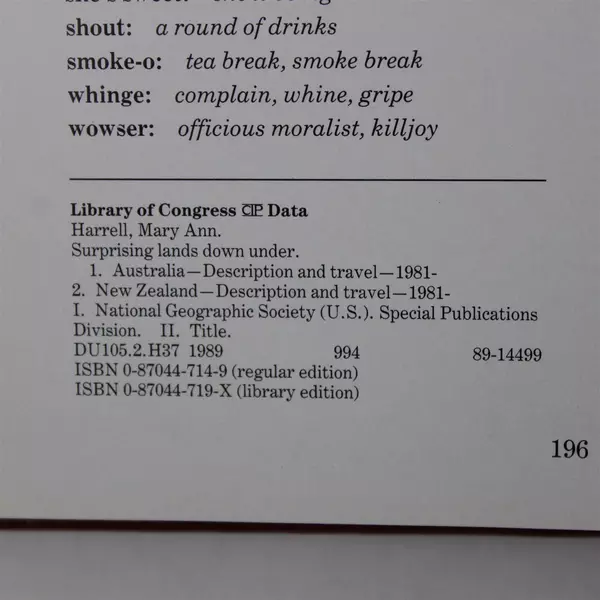 shout: a round of drinks
smoke-o: tea break, smoke break
whinge: complain, whine, gripe
wowser: officious moralist, killjoy
Library of Congress CIP Data
Harrell, Mary Ann.
Surprising lands down under.
1. Australia—Description and travel—1981-
2. New Zealand—Description and travel—1981-
I. National Geographic Society (U.S.). Special Publications
Division. II. Title.
DU105.2.H37 1989 994 89-14499
ISBN 0-87044-714-9 (regular edition)
ISBN 0-87044-719-X (library edition)
196